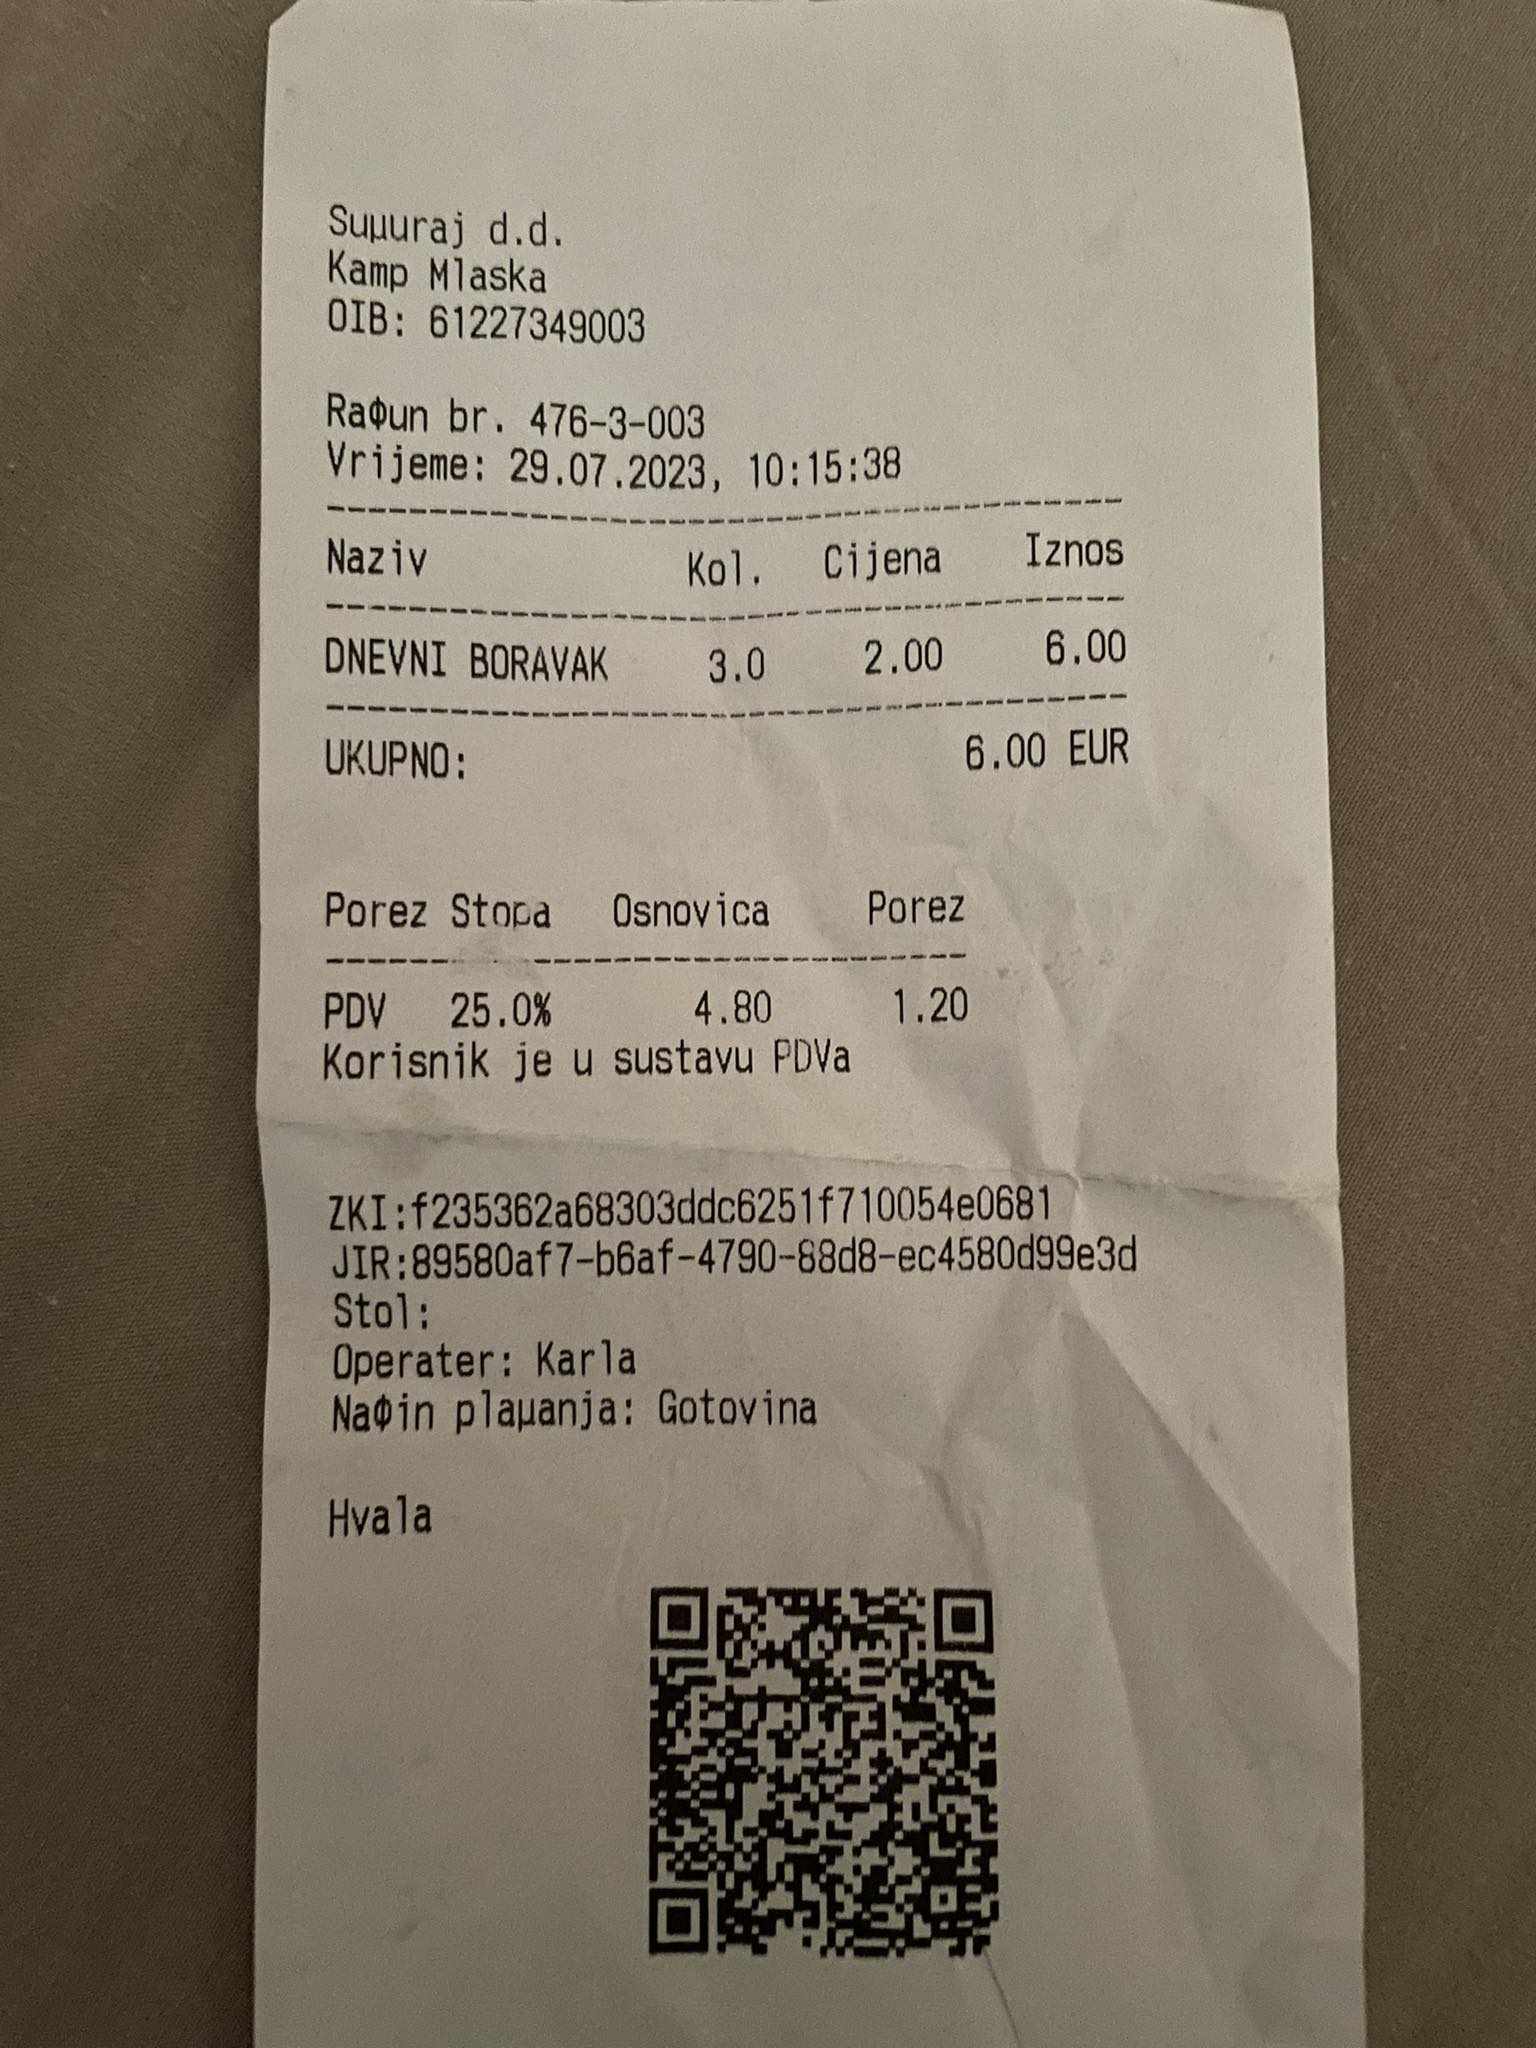 Suµuraj d.d.
Kamp Mlaska
OIB: 61227349003
RaΦun br. 476-3-003
Vrijeme: 29.07.2023, 10:15:38
Naziv Kol. Cijena Iznos
DNEVNI BORAVAK 3.0 2.00 6.00
UKUPNO: 6.00 EUR
Porez Stopa Osnovica Porez
PDV 25.0% 4.80 1.20
Korisnik je u sustavu PDVa
ZKI:f235362a68303ddc6251f710054e0681
JIR:89580af7-b6af-4790-88d8-ec4580d99e3d
Stol:
Operater: Karla
NaΦin plaµanja: Gotovina
Hvala